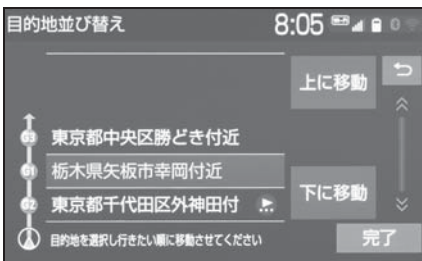 目的地並び替え 8:05
上に移動
G3 東京都中央区勝どき付近
G1 栃木県矢板市幸岡付近
G2 東京都千代田区外神田付
下に移動
目的地を選択し行きたい順に移動させてください
完了